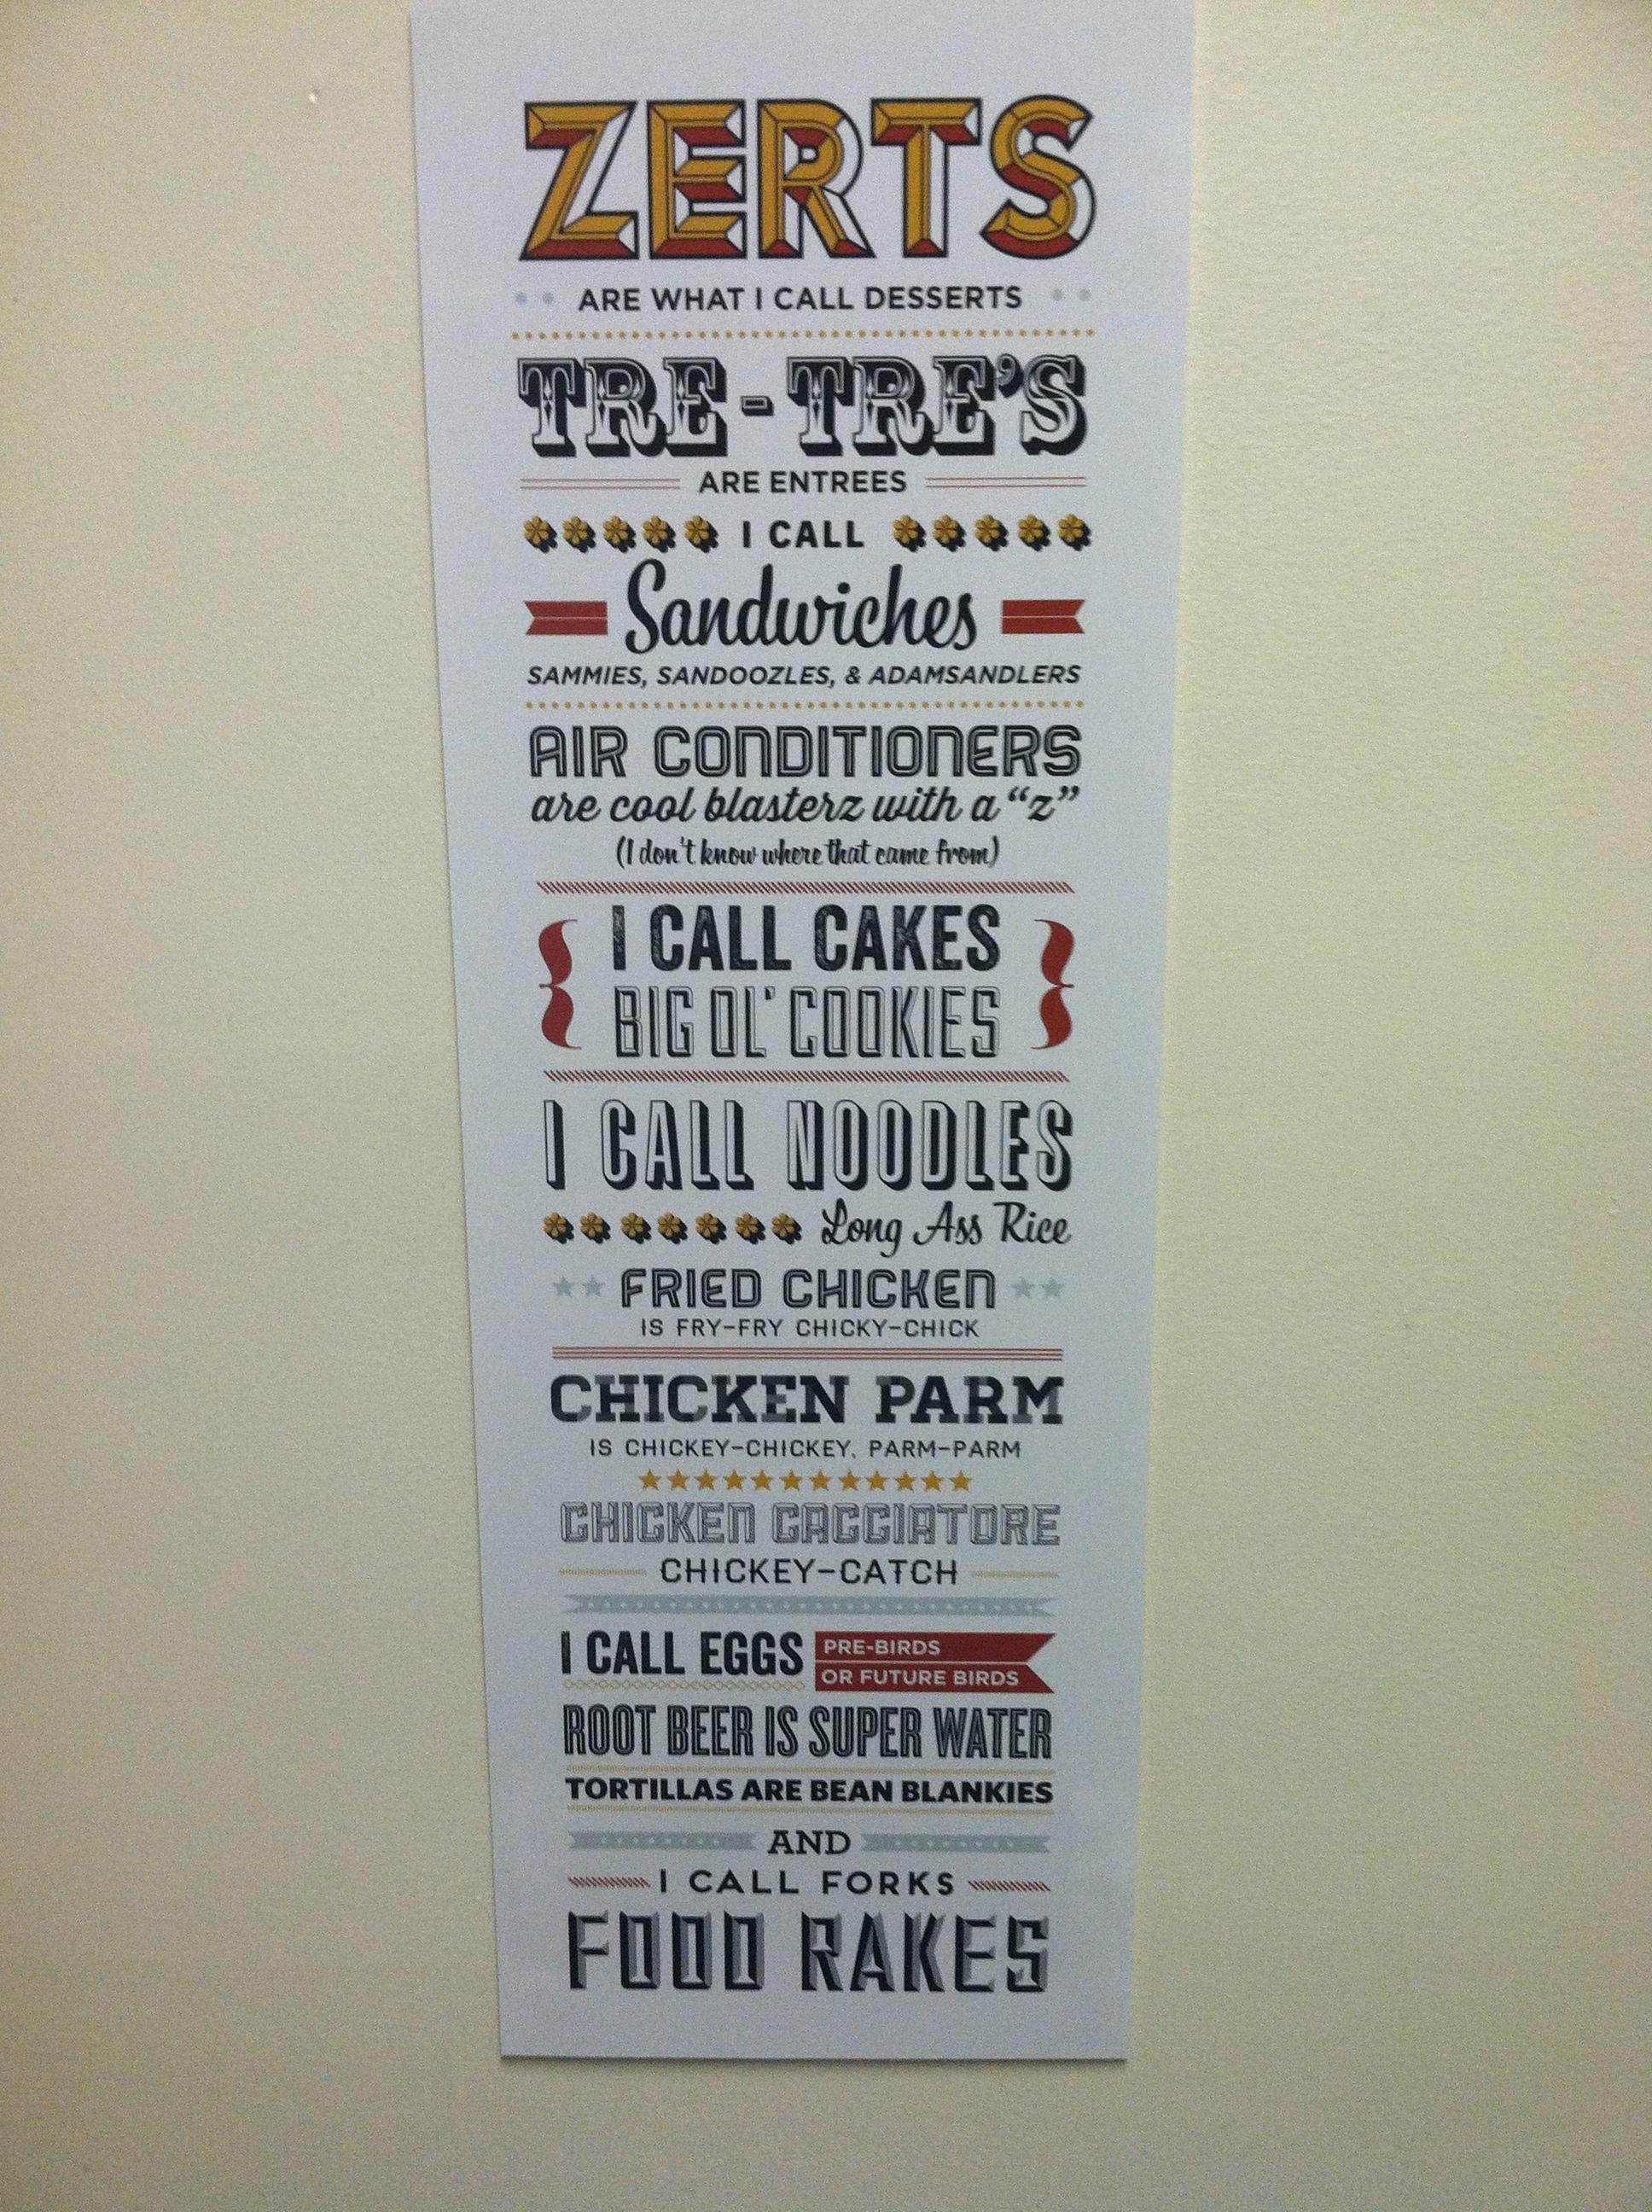 ZERTS
ARE WHAT I CALL DESSERTS
TRE-TRE'S
ARE ENTREES
I CALL
Sandwiches
SAMMIES, SANDOOZLES, & ADAMSANDLERS
AIR CONDITIONERS
are cool blasterz with a “z”
(I don't know where that came from)
I CALL CAKES
BIG OL' COOKIES
I CALL NOODLES
Long Ass Rice
FRIED CHICKEN
IS FRY-FRY CHICKY-CHICK
CHICKEN PARM
IS CHICKEY-CHICKEY, PARM-PARM
CHICKEN CACCIATORE
CHICKEY-CATCH
I CALL EGGS PRE-BIRDS
OR FUTURE BIRDS
ROOT BEER IS SUPER WATER
TORTILLAS ARE BEAN BLANKIES
AND
I CALL FORKS
FOOD RAKES